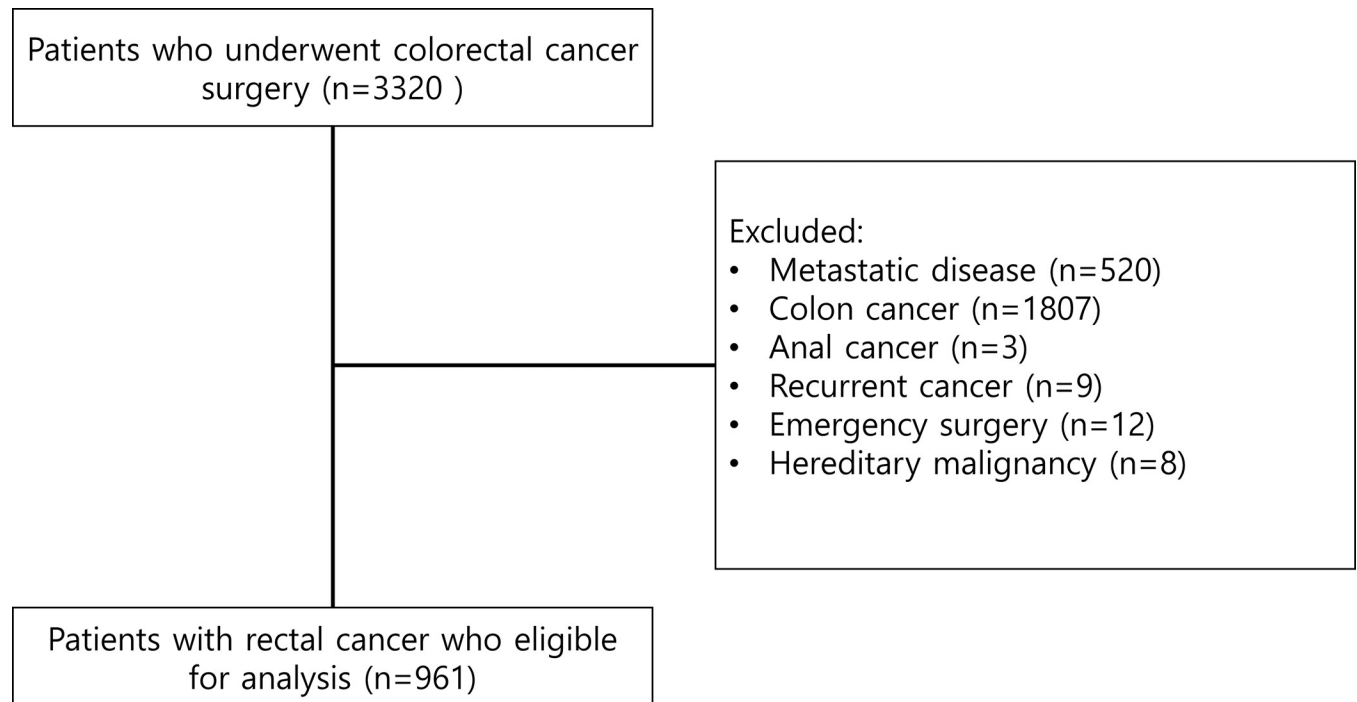 Patients who underwent colorectal cancer
surgery (n=3320 )
Excluded:
• Metastatic disease (n=520)
• Colon cancer (n=1807)
• Anal cancer (n=3)
• Recurrent cancer (n=9)
• Emergency surgery (n=12)
• Hereditary malignancy (n=8)
Patients with rectal cancer who eligible
for analysis (n=961)